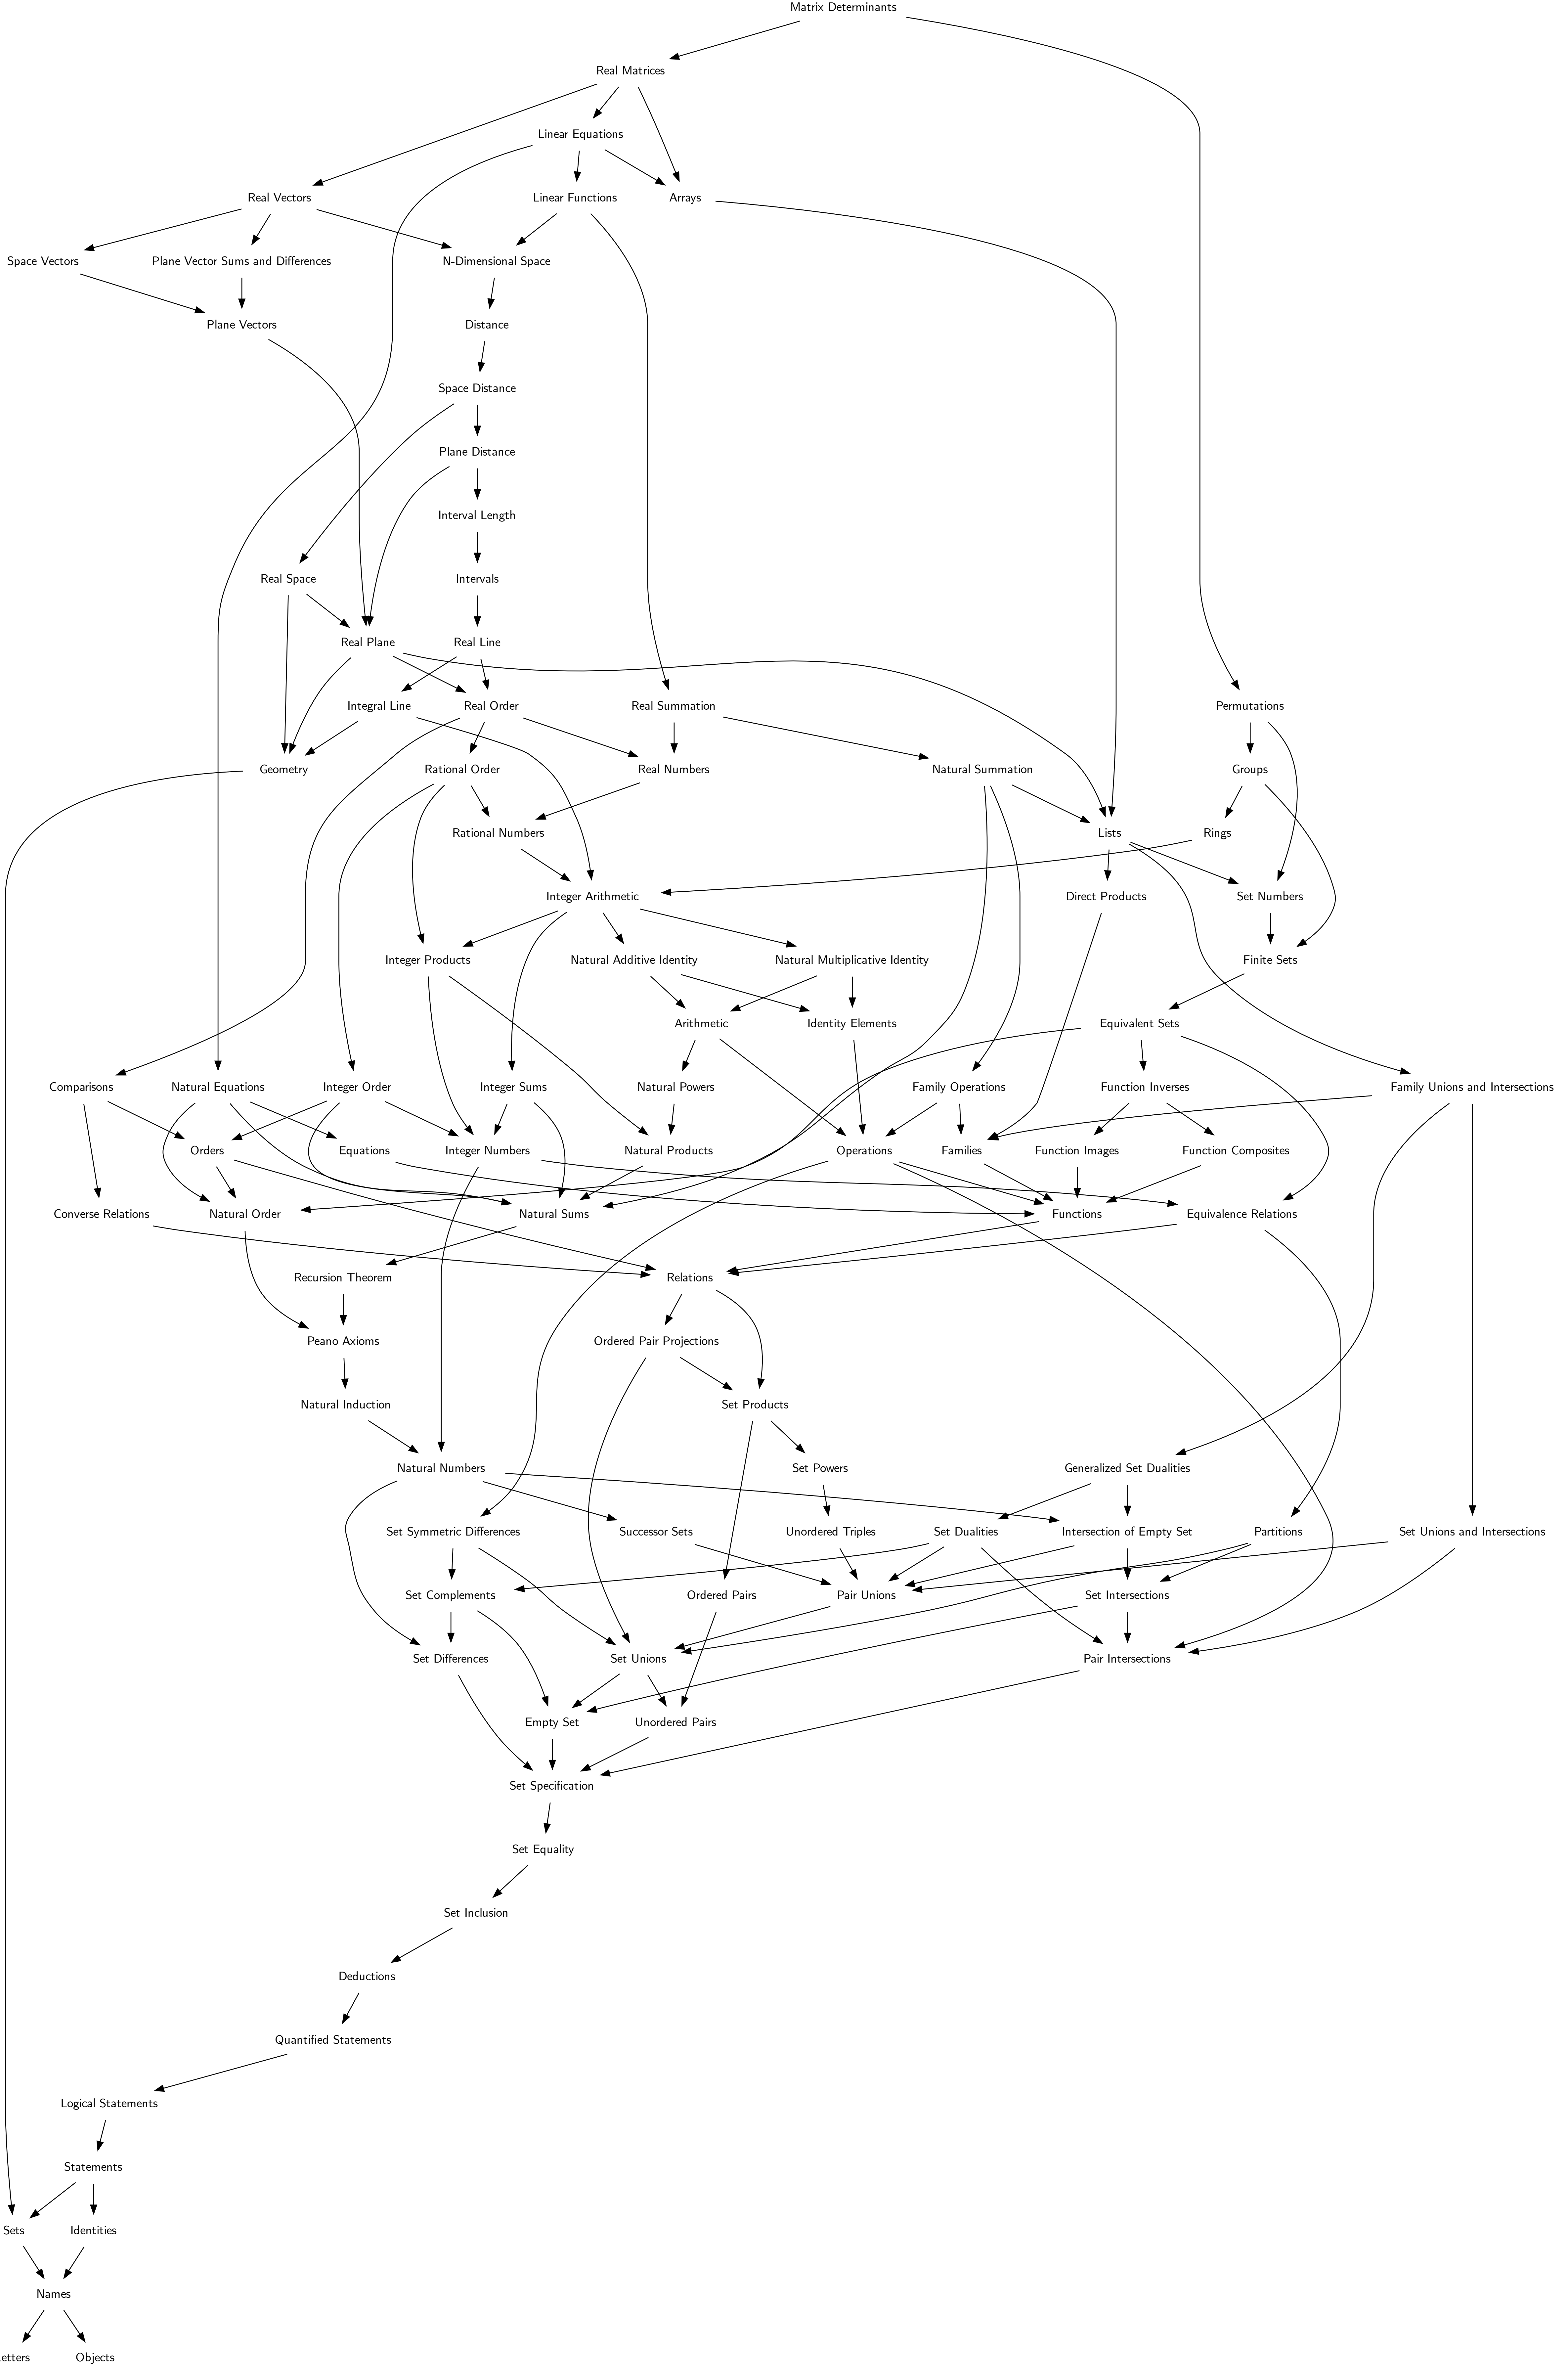 Matrix Determinants
Real Matrices
Linear Equations
Real Vectors
Linear Functions
Arrays
Space Vectors
Plane Vector Sums and Differences
N-Dimensional Space
Plane Vectors
Distance
Space Distance
Plane Distance
Interval Length
Real Space
Intervals
Real Plane
Real Line
Integral Line
Real Order
Real Summation
Permutations
Geometry
Rational Order
Real Numbers
Natural Summation
Groups
Rational Numbers
Lists
Rings
Integer Arithmetic
Direct Products
Set Numbers
Integer Products
Natural Additive Identity
Natural Multiplicative Identity
Finite Sets
Arithmetic
Identity Elements
Equivalent Sets
Comparisons
Natural Equations
Integer Order
Integer Sums
Natural Powers
Family Operations
Function Inverses
Family Unions and Intersections
Orders
Equations
Integer Numbers
Natural Products
Operations
Families
Function Images
Function Composites
Converse Relations
Natural Order
Natural Sums
Functions
Equivalence Relations
Recursion Theorem
Relations
Peano Axioms
Ordered Pair Projections
Natural Induction
Set Products
Natural Numbers
Set Powers
Generalized Set Dualities
Set Symmetric Differences
Successor Sets
Unordered Triples
Set Dualities
Intersection of Empty Set
Partitions
Set Unions and Intersections
Set Complements
Ordered Pairs
Pair Unions
Set Intersections
Set Differences
Set Unions
Pair Intersections
Empty Set
Unordered Pairs
Set Specification
Set Equality
Set Inclusion
Deductions
Quantified Statements
Logical Statements
Statements
Sets
Identities
Names
etters
Objects